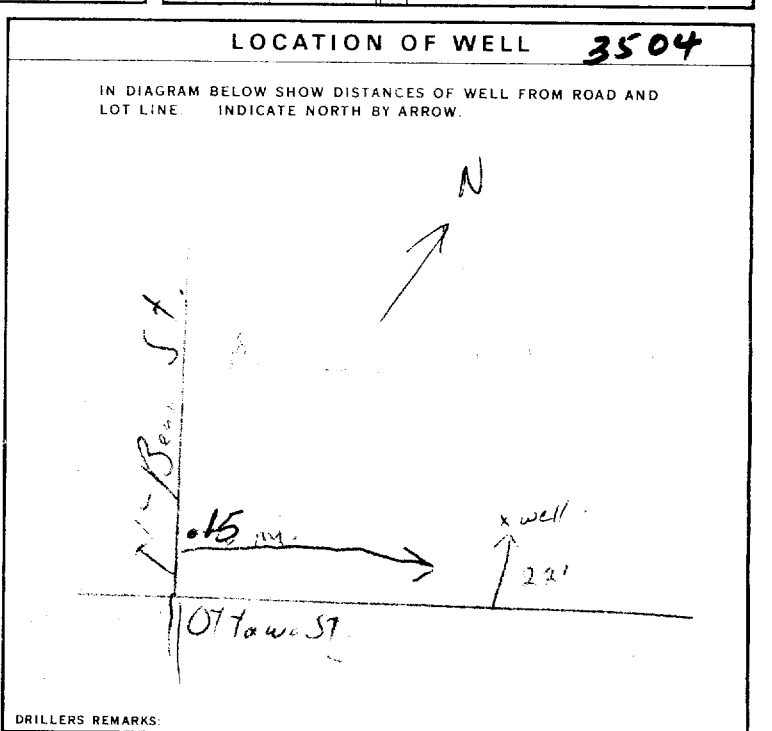 LOCATION OF WELL 3504
IN DIAGRAM BELOW SHOW DISTANCES OF WELL FROM ROAD AND
LOT LINE. INDICATE NORTH BY ARROW.
N
St.
.15 m.
x well
22'
Ottawa ST.
DRILLERS REMARKS: